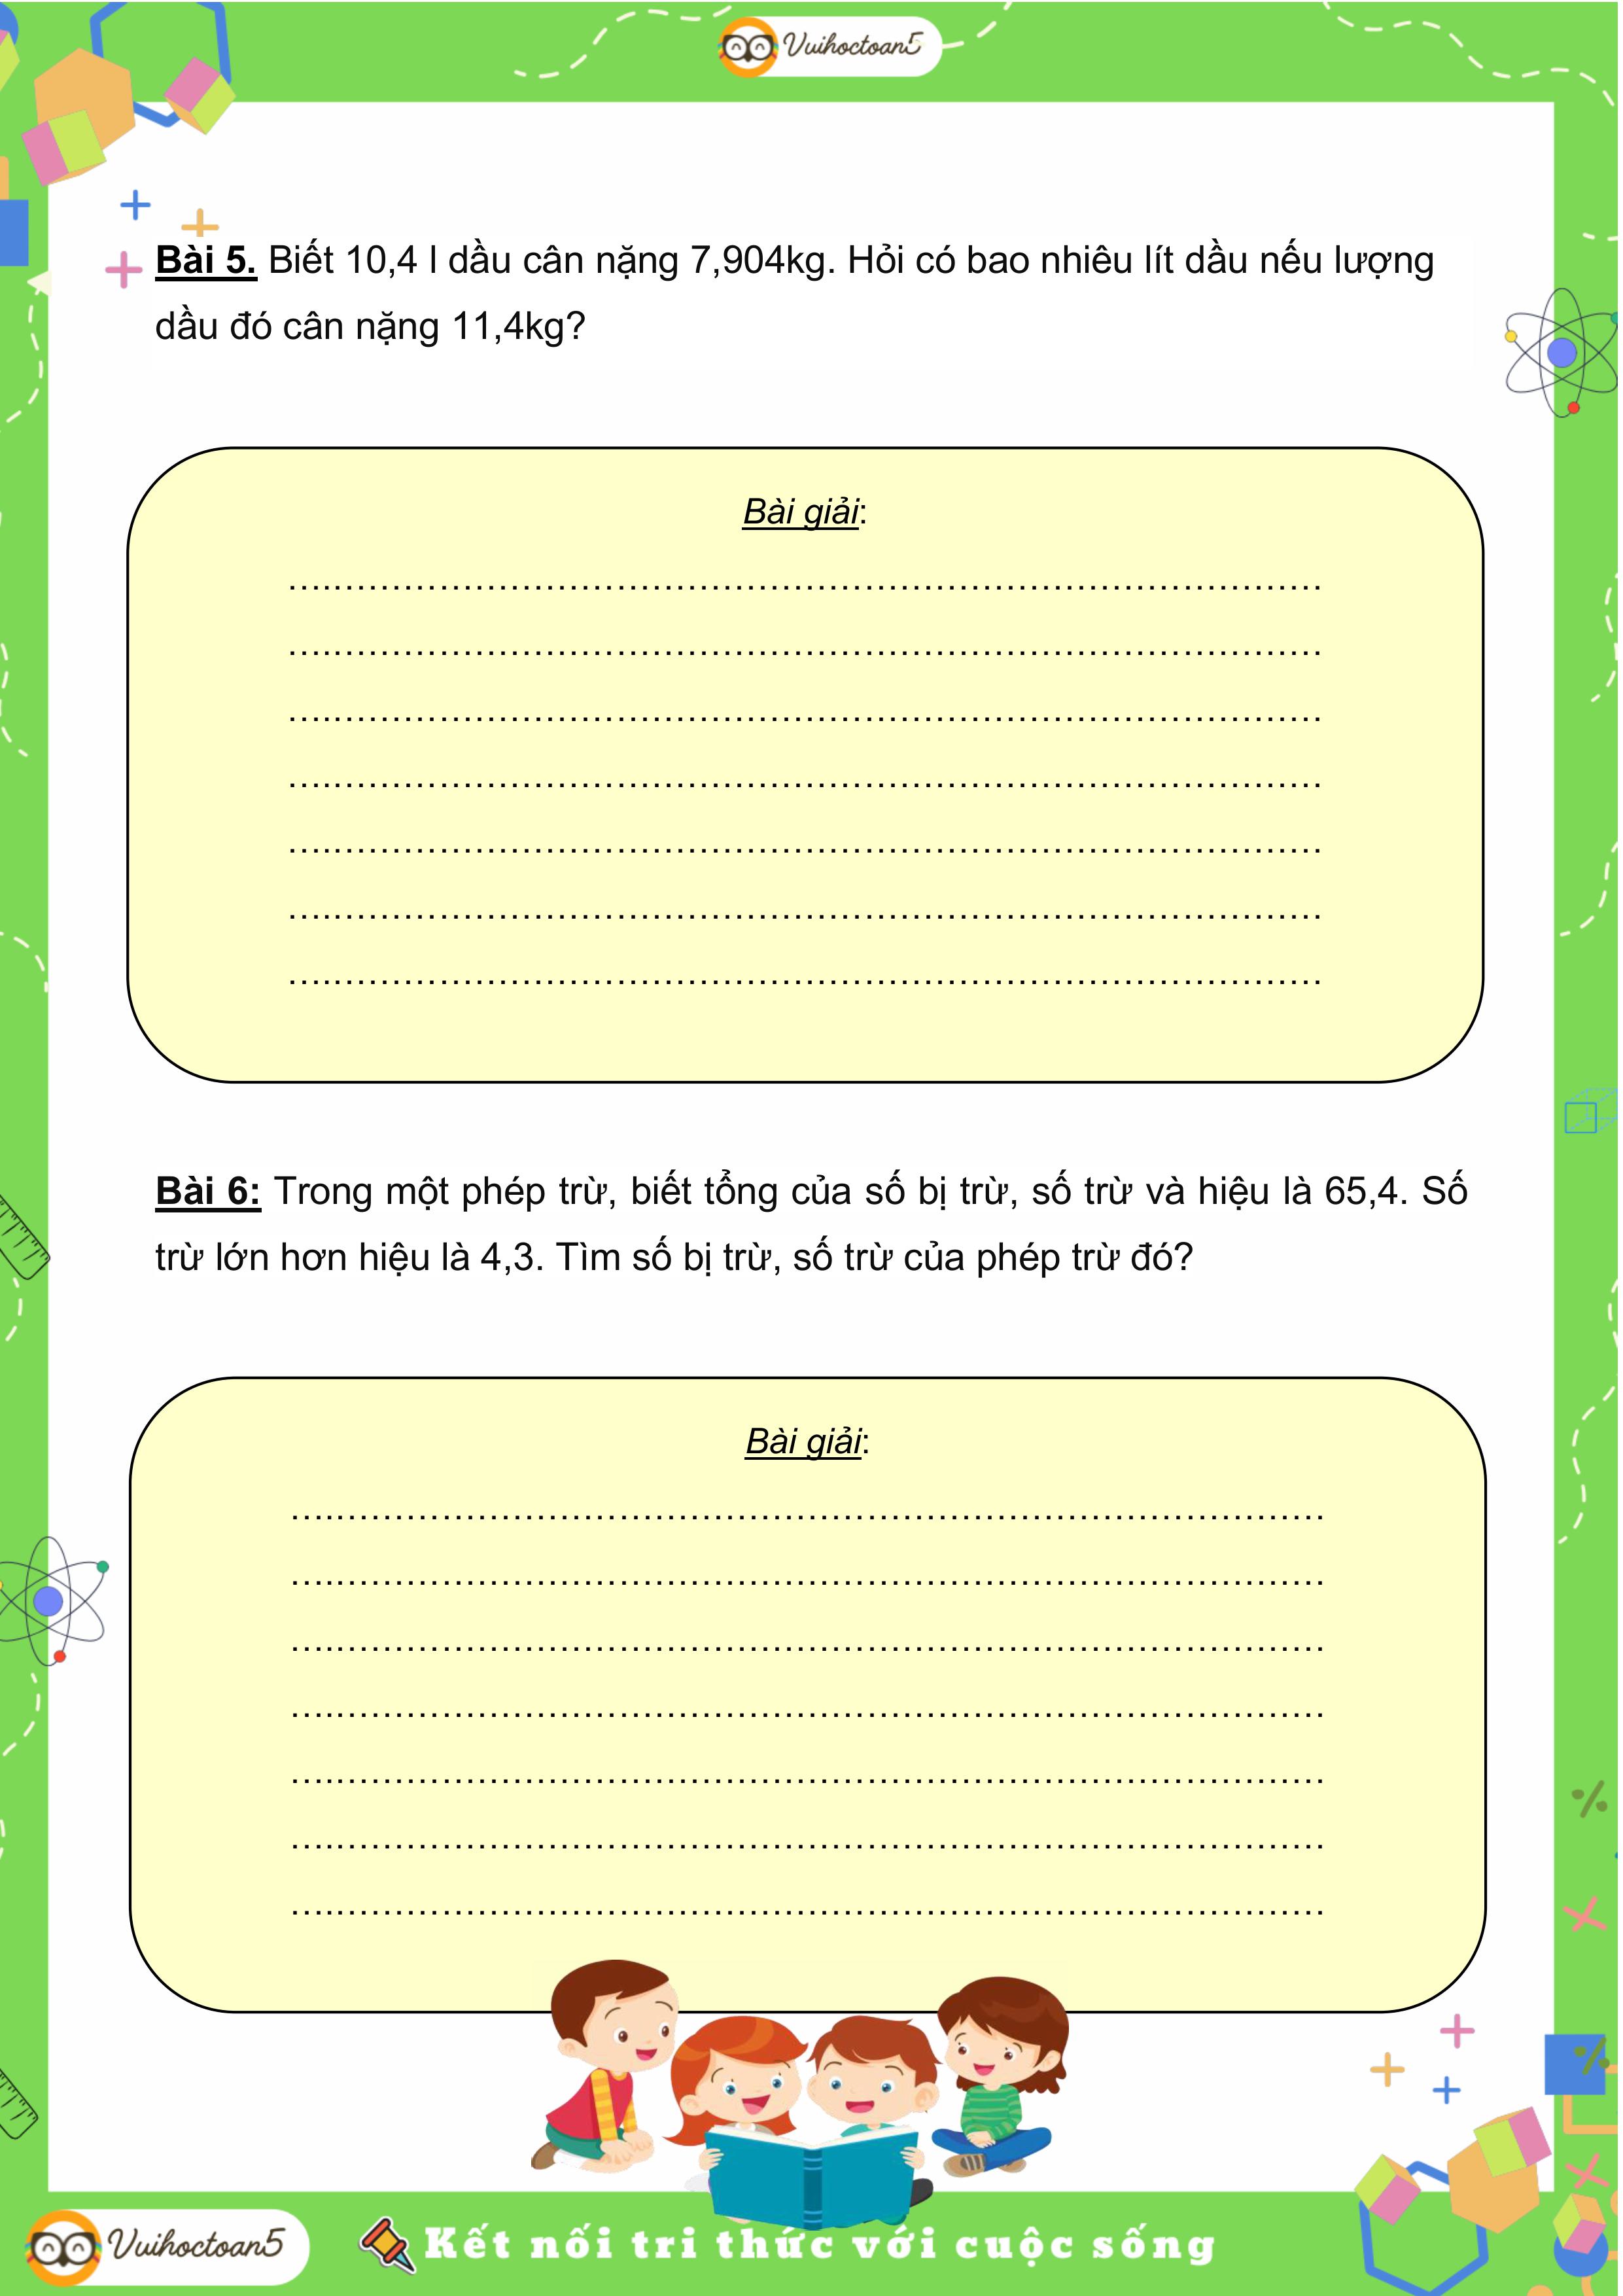 Vuihoctoan5
Bài 5. Biết 10,4 l dầu cân nặng 7,904kg. Hỏi có bao nhiêu lít dầu nếu lượng
dầu đó cân nặng 11,4kg?
Bài giải:
........................................................................................
........................................................................................
........................................................................................
........................................................................................
........................................................................................
........................................................................................
........................................................................................
Bài 6: Trong một phép trừ, biết tổng của số bị trừ, số trừ và hiệu là 65,4. Số
trừ lớn hơn hiệu là 4,3. Tìm số bị trừ, số trừ của phép trừ đó?
Bài giải:
........................................................................................
........................................................................................
........................................................................................
........................................................................................
........................................................................................
........................................................................................
........................................................................................
Vuihoctoan5 Kết nối tri thức với cuộc sống